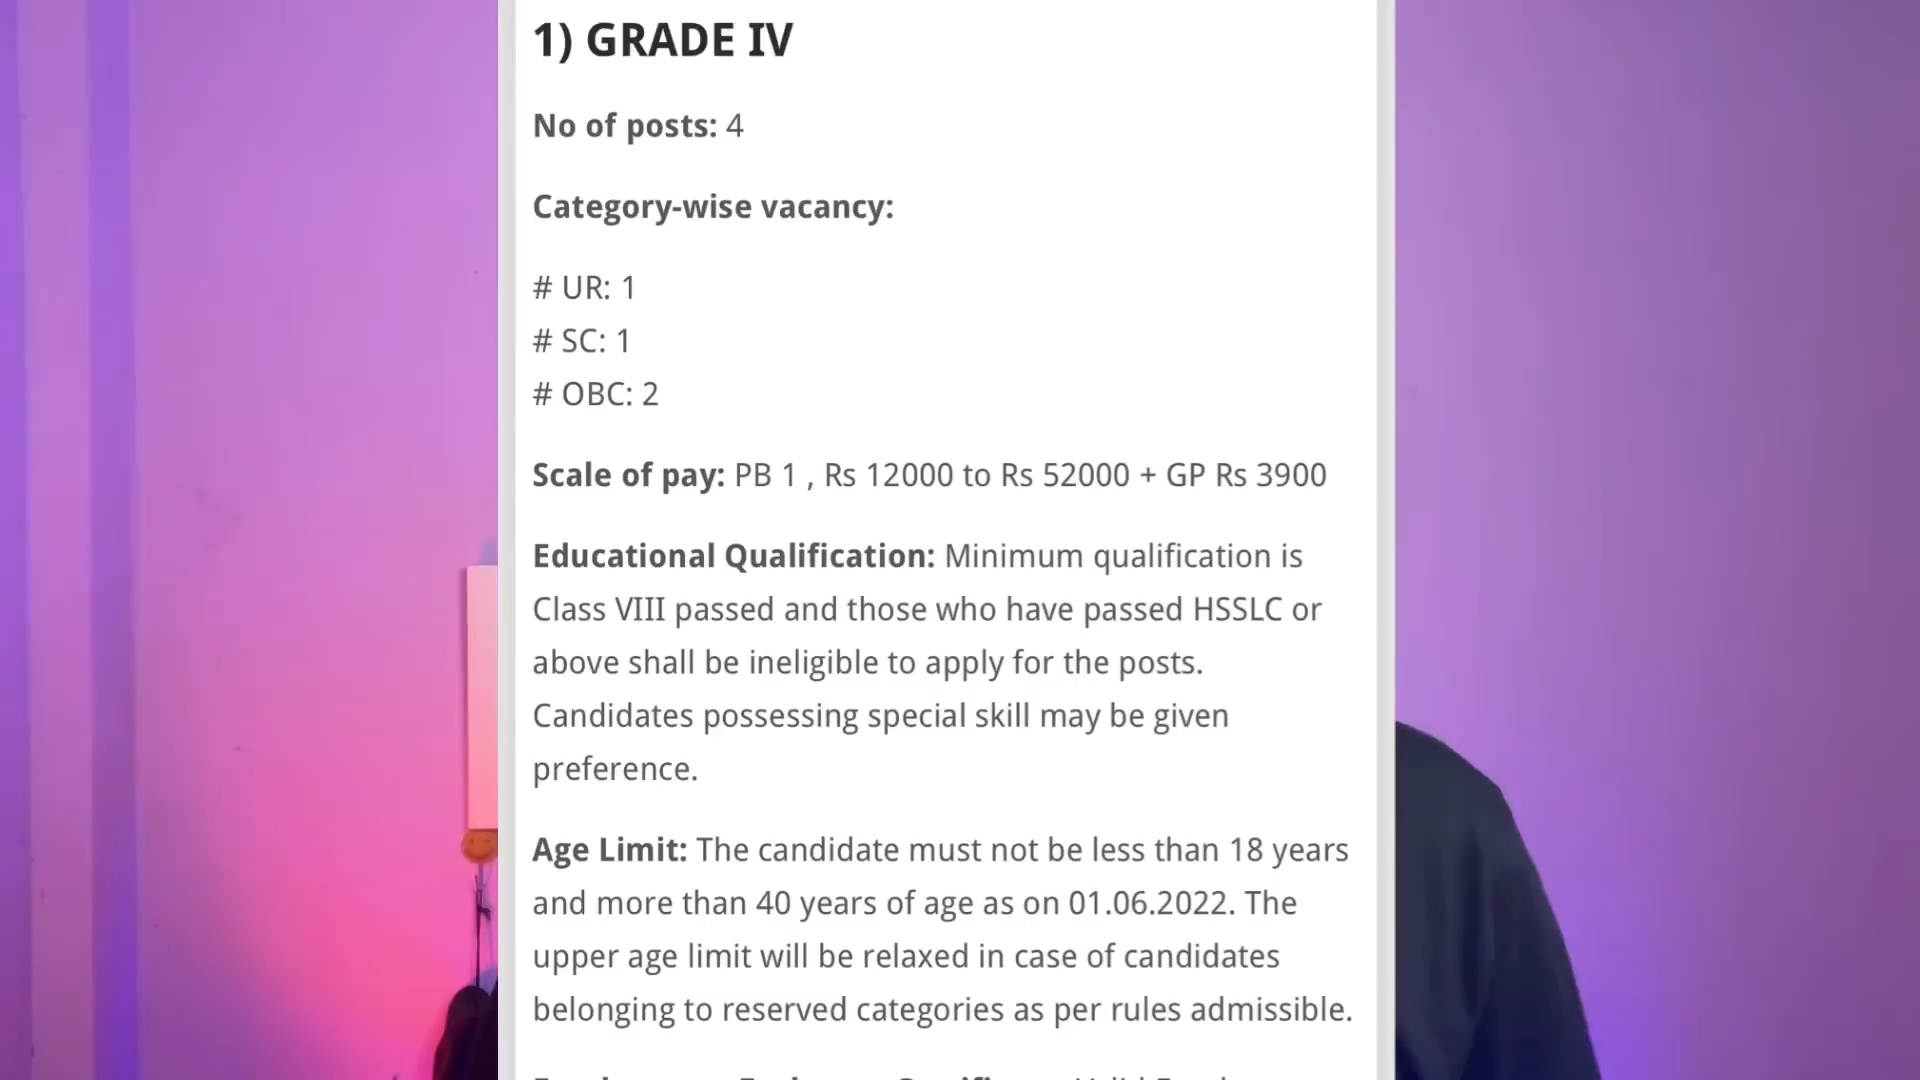 1) GRADE IV
No of posts: 4
Category-wise vacancy:
# UR: 1
# SC: 1
# OBC: 2
Scale of pay: PB 1 , Rs 12000 to Rs 52000 + GP Rs 3900
Educational Qualification: Minimum qualification is
Class VIII passed and those who have passed HSSLC or
above shall be ineligible to apply for the posts.
Candidates possessing special skill may be given
preference.
Age Limit: The candidate must not be less than 18 years
and more than 40 years of age as on 01.06.2022. The
upper age limit will be relaxed in case of candidates
belonging to reserved categories as per rules admissible.